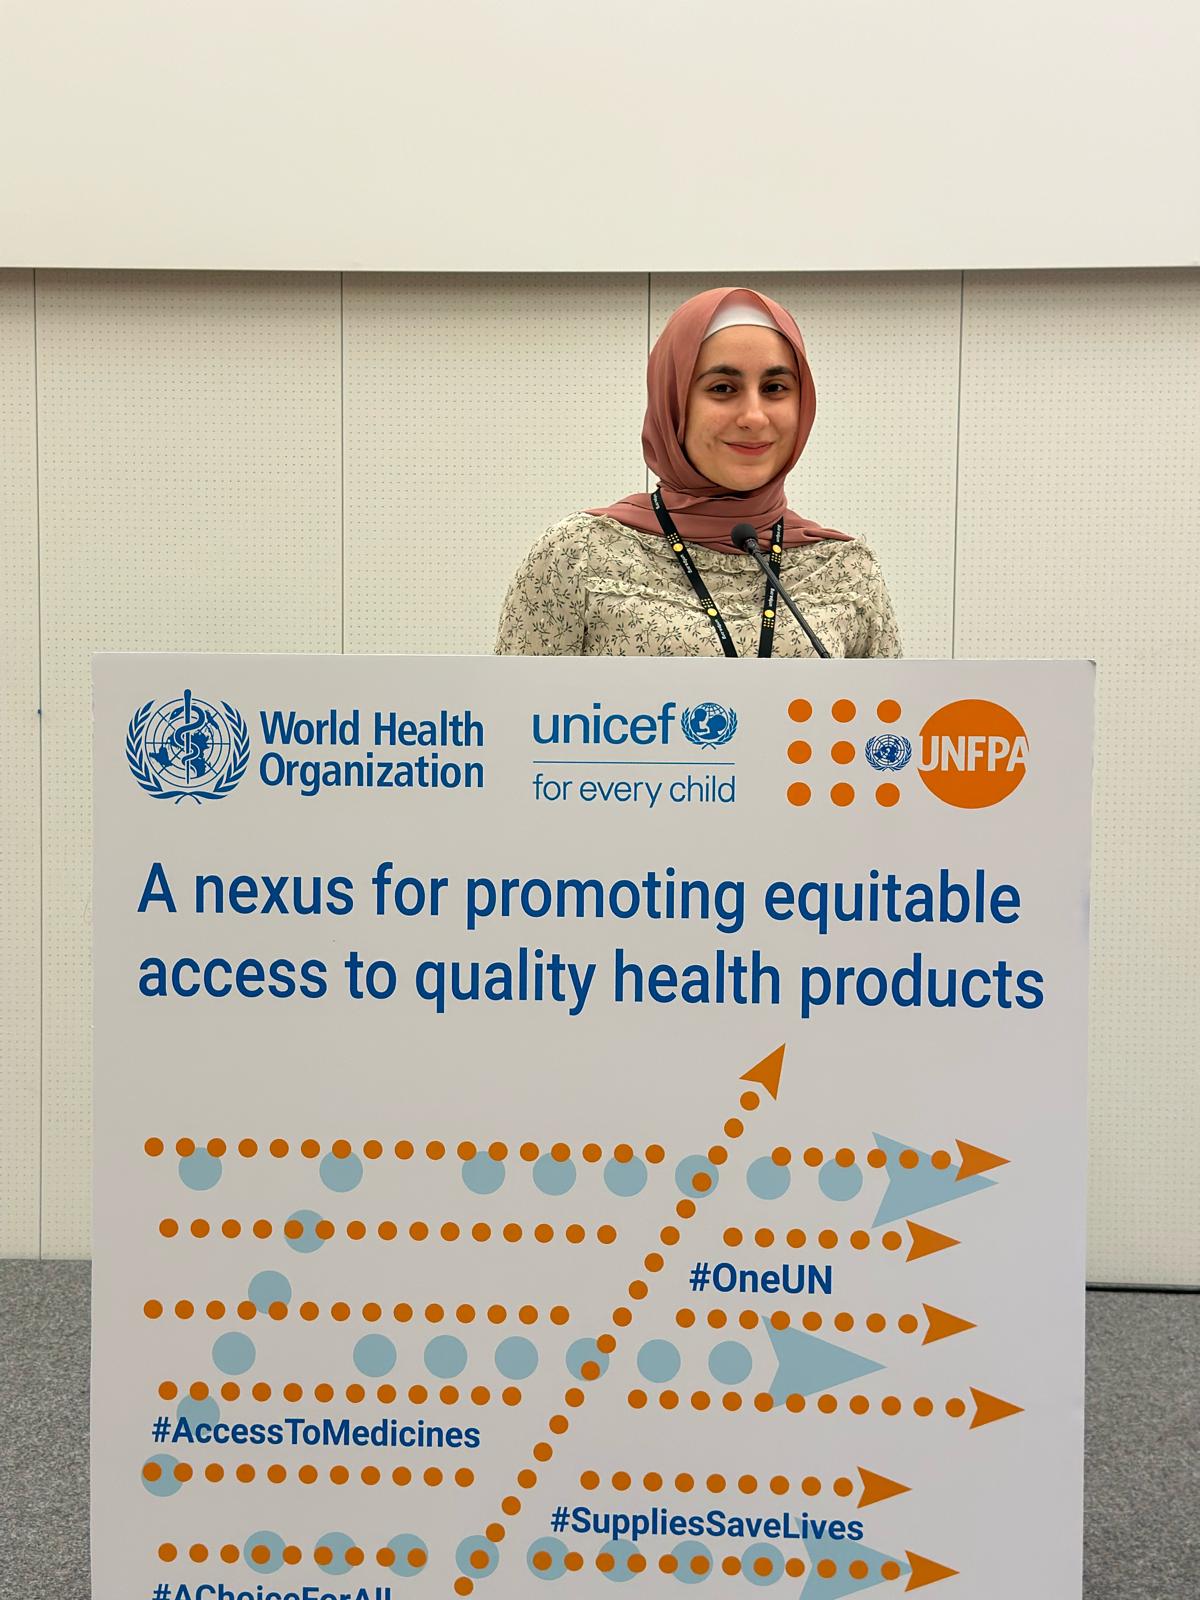 World Health
Organization
unicef
for every child
UNFPA
A nexus for promoting equitable
access to quality health products
#OneUN
#AccessToMedicines
#SuppliesSaveLives
#AChoiceForAll